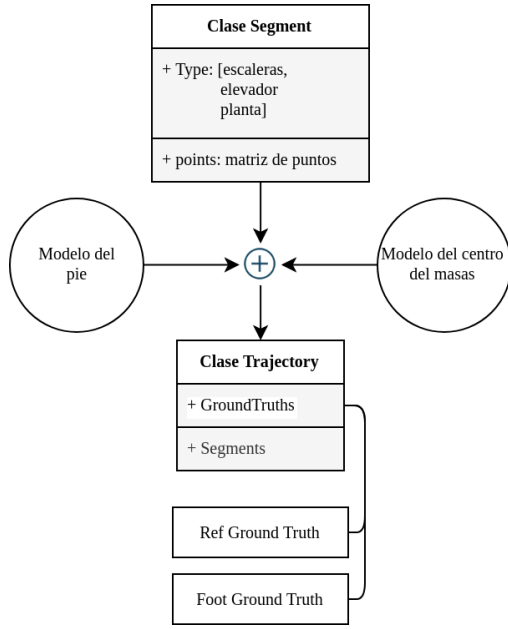 Clase Segment
+ Type: [escaleras,
elevador
planta]
+ points: matriz de puntos
Modelo del
pie
Modelo del centro
del masas
Clase Trajectory
+ GroundTruths
+ Segments
Ref Ground Truth
Foot Ground Truth